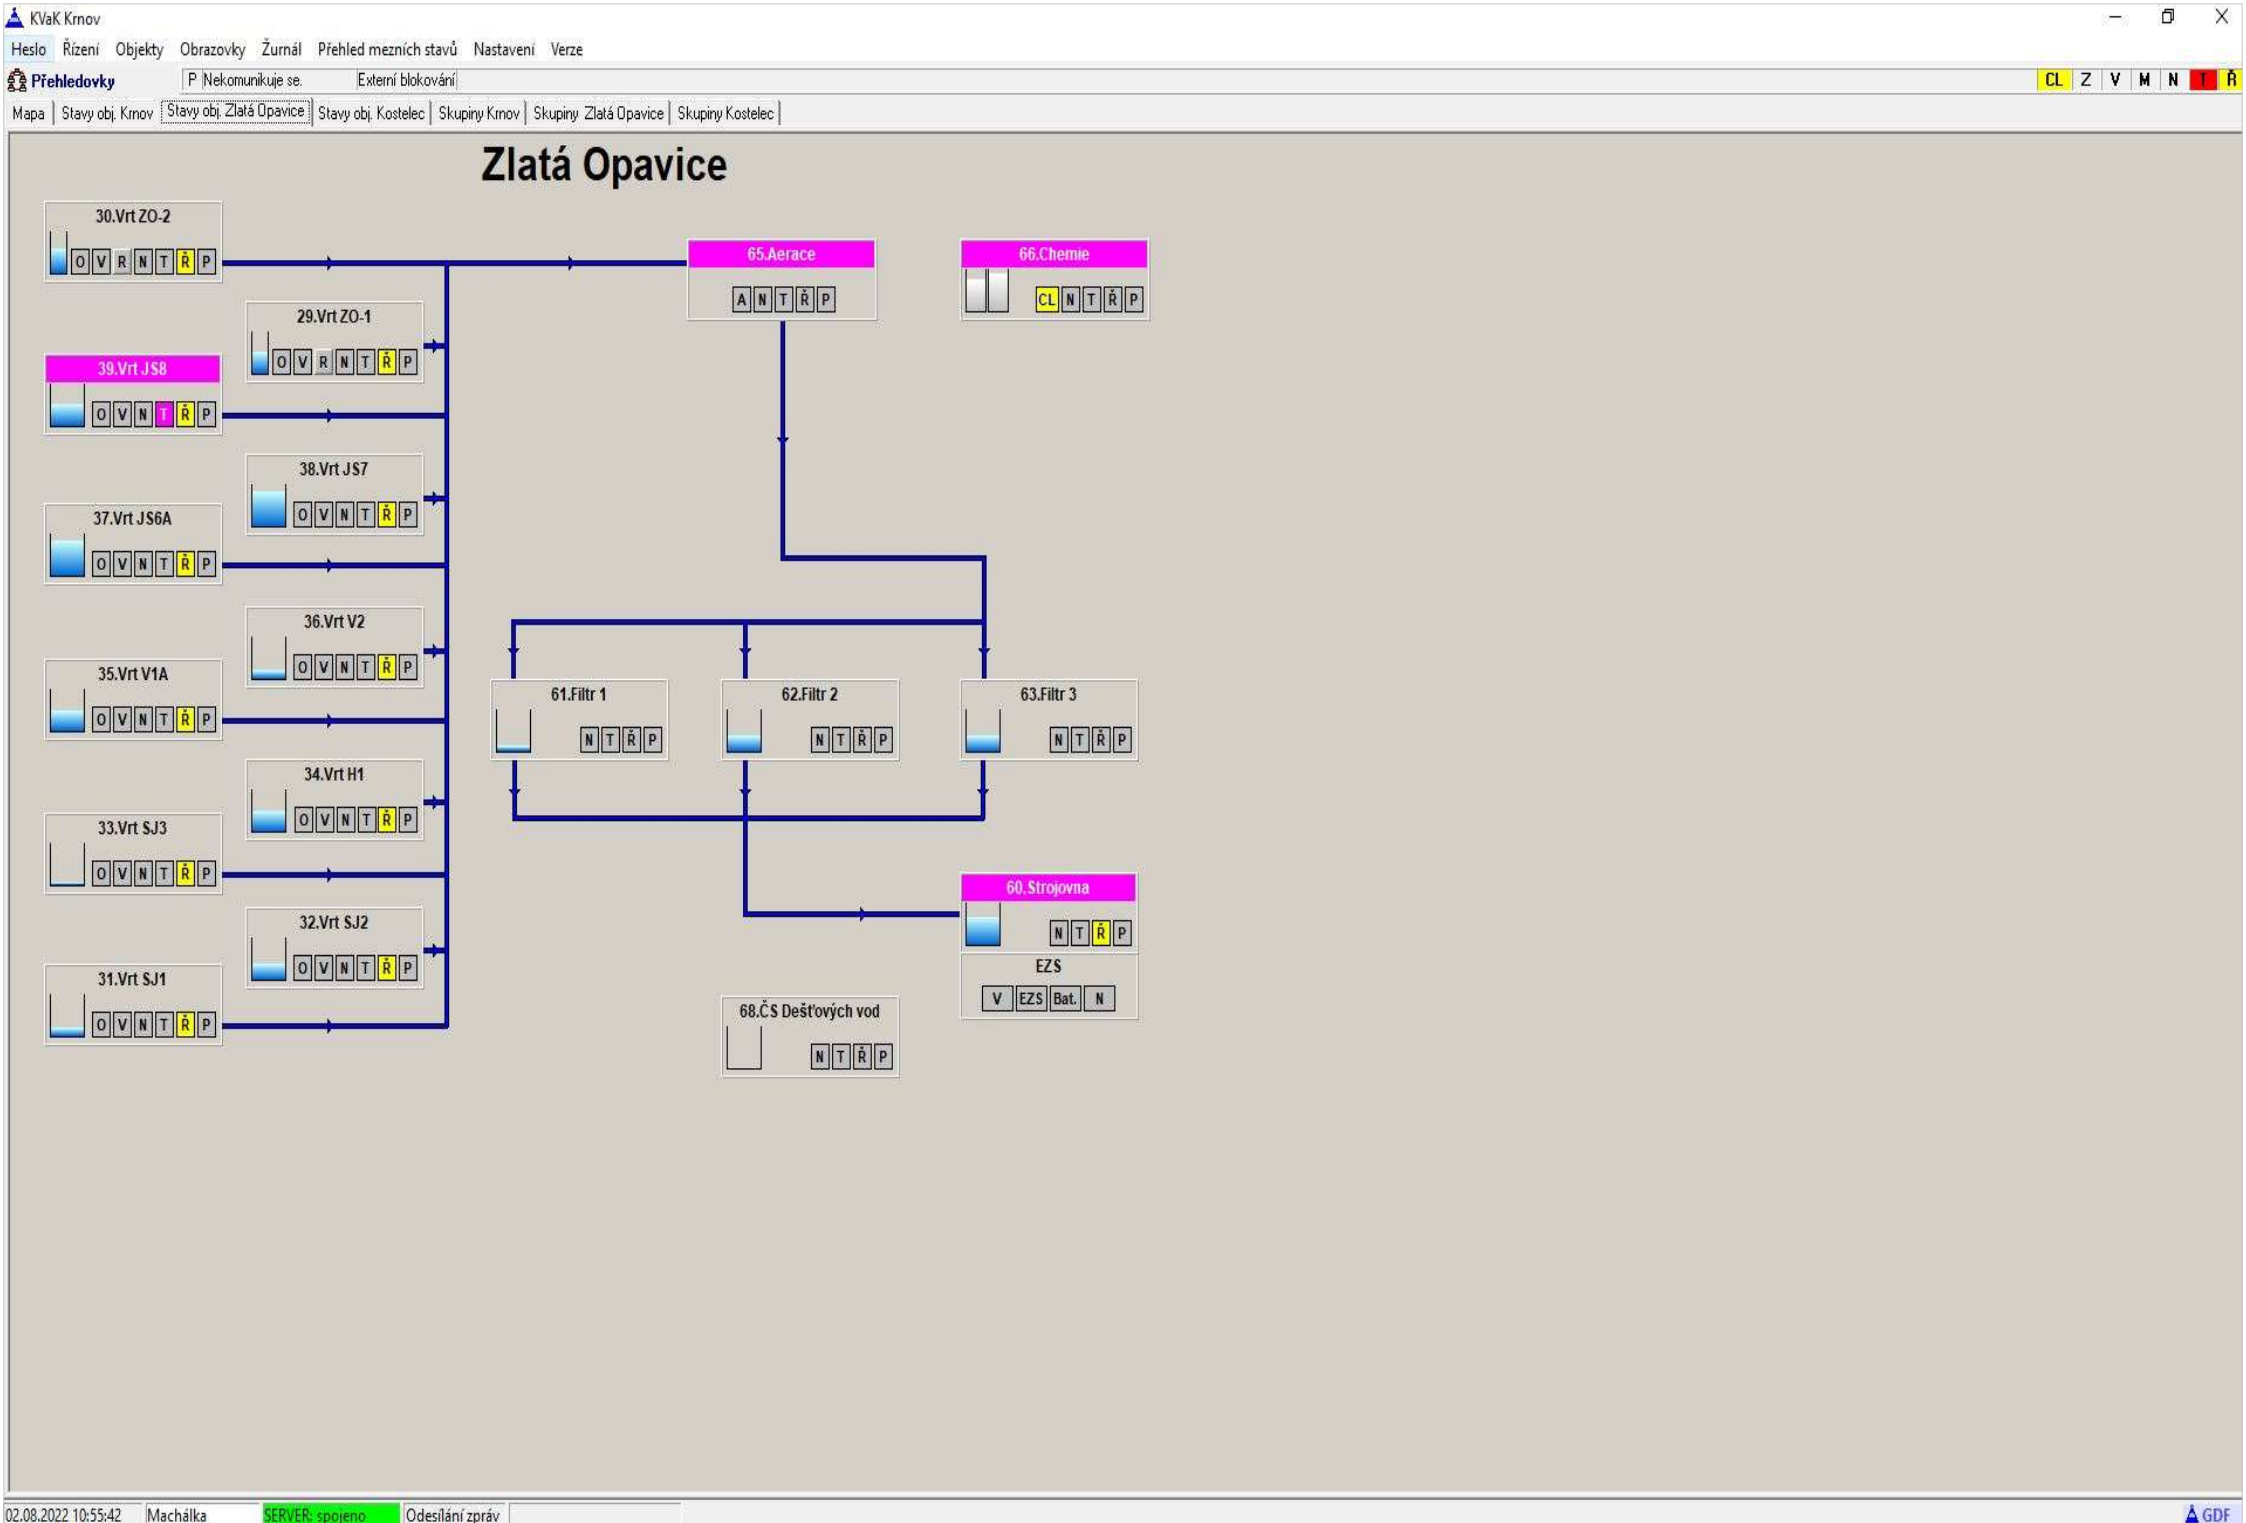 KVaK Krnov
Heslo Řízení Objekty Obrazovky Žurnál Přehled mezních stavů Nastavení Verze
Přehledovky P Nekomunikuje se. Externí blokování CL Z V M N T Ř
Mapa Stavy obj. Krnov Stavy obj. Zlatá Opavice Stavy obj. Kostelec Skupiny Krnov Skupiny Zlatá Opavice Skupiny Kostelec
Zlatá Opavice
30.Vrt ZO-2
O V R N T Ř P
65.Aerace
A N T Ř P
66.Chemie
CL N T Ř P
29.Vrt ZO-1
O V R N T Ř P
39.Vrt JS8
O V N T Ř P
38.Vrt JS7
O V N T Ř P
37.Vrt JS6A
O V N T Ř P
36.Vrt V2
O V N T Ř P
35.Vrt V1A
O V N T Ř P
61.Filtr 1
N T Ř P
62.Filtr 2
N T Ř P
63.Filtr 3
N T Ř P
34.Vrt H1
O V N T Ř P
33.Vrt SJ3
O V N T Ř P
60.Strojovna
N T Ř P
EZS
V EZS Bat. N
32.Vrt SJ2
O V N T Ř P
31.Vrt SJ1
O V N T Ř P
68.ČS Dešťových vod
N T Ř P
02.08.2022 10:55:42 Machálka SERVER: spojeno Odesílání zpráv GDF